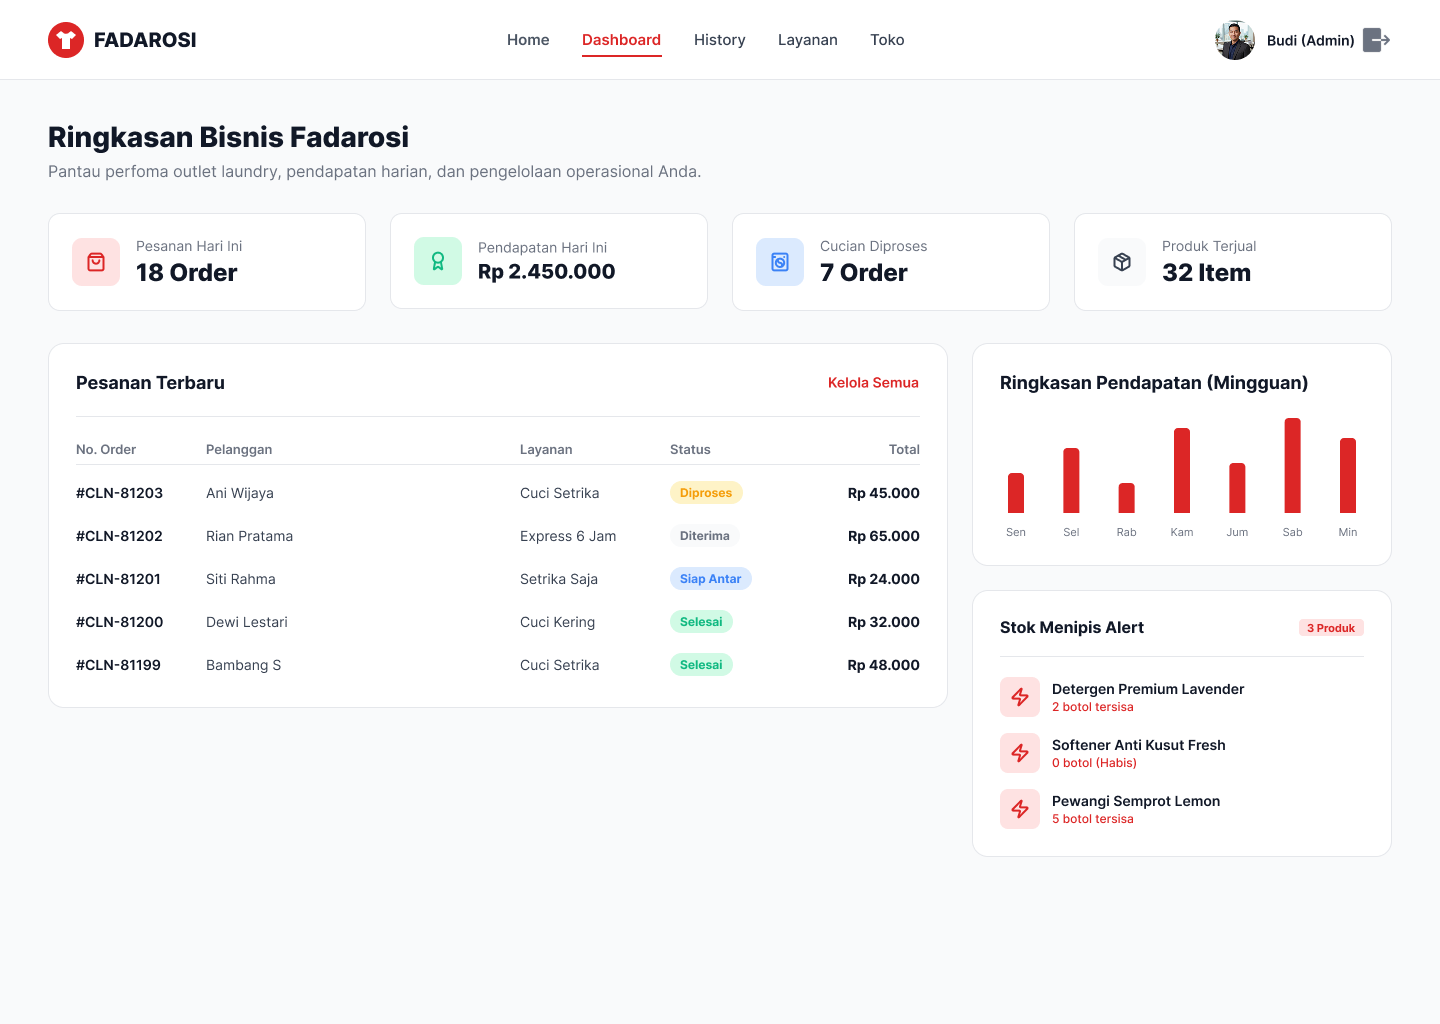 FADAROSI
Home Dashboard History Layanan Toko
Budi (Admin)
Ringkasan Bisnis Fadarosi
Pantau perfoma outlet laundry, pendapatan harian, dan pengelolaan operasional Anda.
Pesanan Hari Ini
18 Order
Pendapatan Hari Ini
Rp 2.450.000
Cucian Diproses
7 Order
Produk Terjual
32 Item
Pesanan Terbaru
Kelola Semua
No. Order Pelanggan Layanan Status Total
#CLN-81203 Ani Wijaya Cuci Setrika Diproses Rp 45.000
#CLN-81202 Rian Pratama Express 6 Jam Diterima Rp 65.000
#CLN-81201 Siti Rahma Setrika Saja Siap Antar Rp 24.000
#CLN-81200 Dewi Lestari Cuci Kering Selesai Rp 32.000
#CLN-81199 Bambang S Cuci Setrika Selesai Rp 48.000
Ringkasan Pendapatan (Mingguan)
Sen Sel Rab Kam Jum Sab Min
Stok Menipis Alert
3 Produk
Detergen Premium Lavender
2 botol tersisa
Softener Anti Kusut Fresh
0 botol (Habis)
Pewangi Semprot Lemon
5 botol tersisa